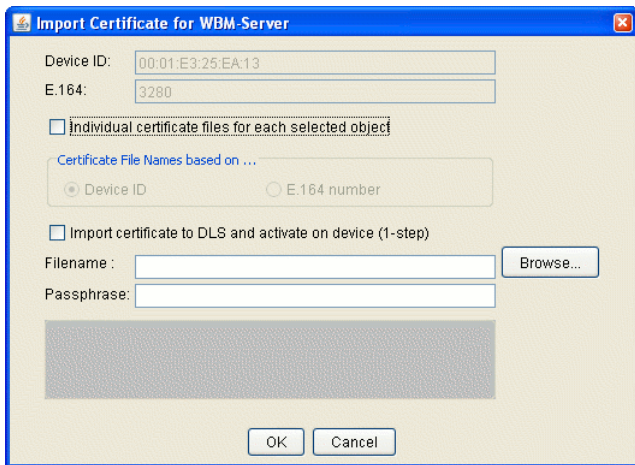 Import Certificate for WBM-Server
Device ID: 00:01:E3:25:EA:13
E.164: 3280
Individual certificate files for each selected object
Certificate File Names based on ...
Device ID E.164 number
Import certificate to DLS and activate on device (1-step)
Filename : Browse...
Passphrase:
OK Cancel